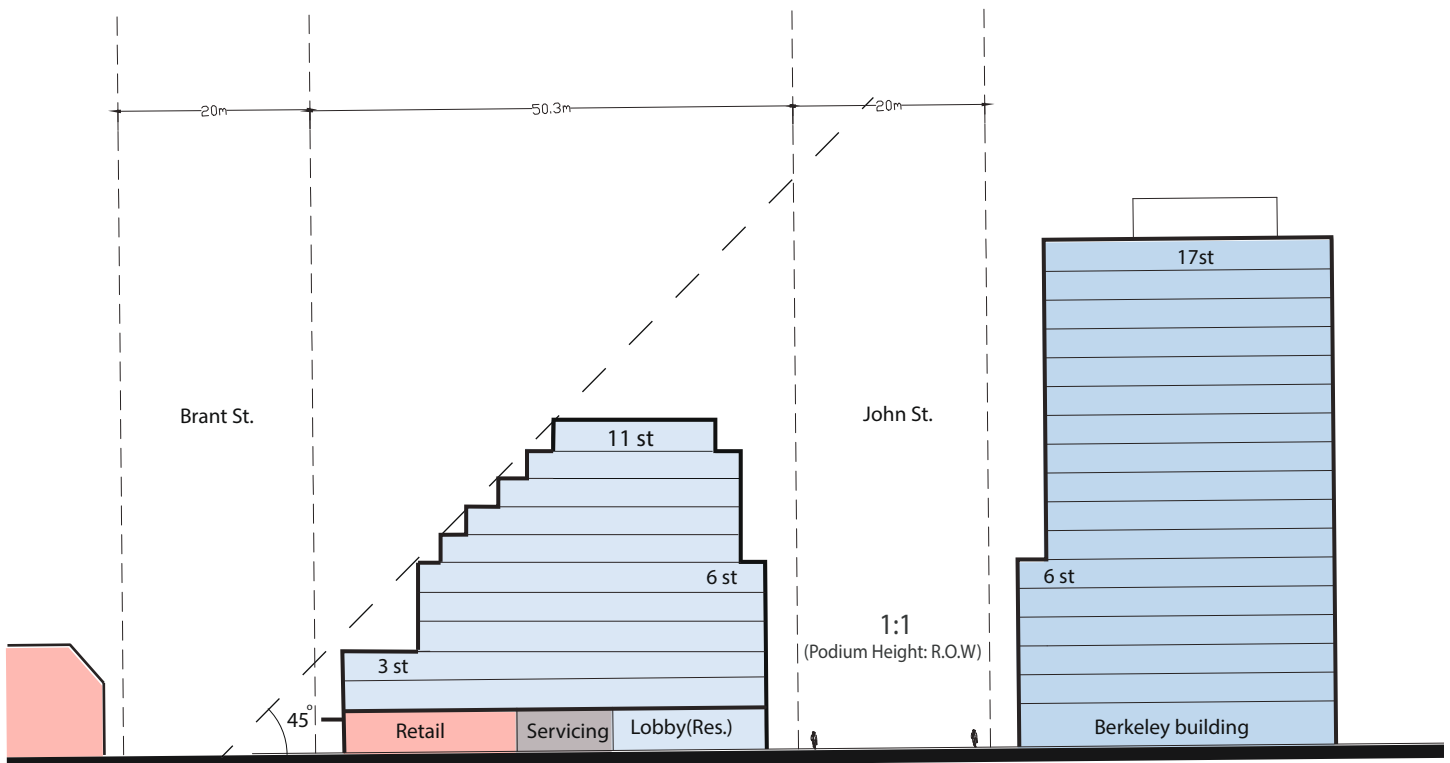 20m
50.3m
20m
17st
Brant St.
John St.
11 st
6 st
6 st
1:1
(Podium Height: R.O.W)
3 st
45°
Retail
Servicing
Lobby(Res.)
Berkeley building